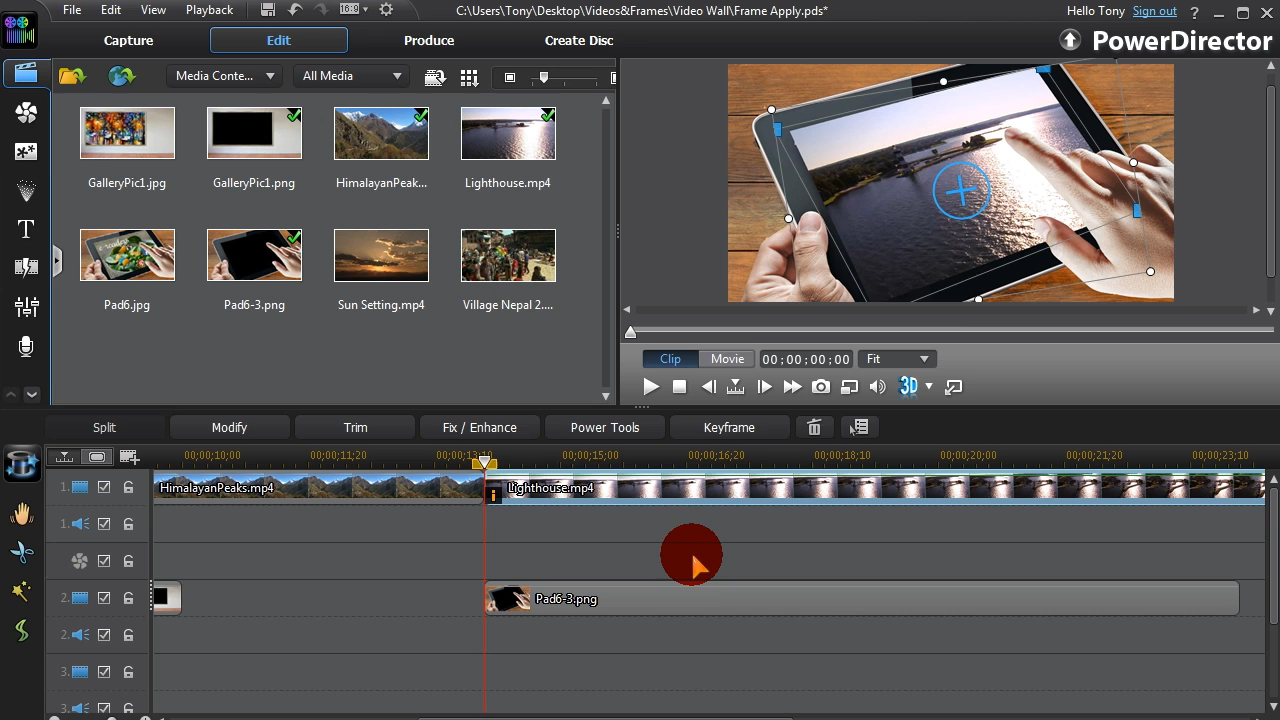 File Edit View Playback 16:9 C:\Users\Tony\Desktop\Videos&Frames\Video Wall\Frame Apply.pds* Hello Tony Sign out ?
Capture Edit Produce Create Disc PowerDirector
Media Conte... All Media
GalleryPic1.jpg GalleryPic1.png HimalayanPeak... Lighthouse.mp4
Pad6.jpg Pad6-3.png Sun Setting.mp4 Village Nepal 2....
T
Clip Movie 00;00;00;00 Fit
3D
Split Modify Trim Fix / Enhance Power Tools Keyframe
00;00;10;00 00;00;11;20 00;00;13;10 00;00;15;00 00;00;16;20 00;00;18;10 00;00;20;00 00;00;21;20 00;00;23;10
1. HimalayanPeaks.mp4 i Lighthouse.mp4
1.
2. Pad6-3.png
2.
3.
3.